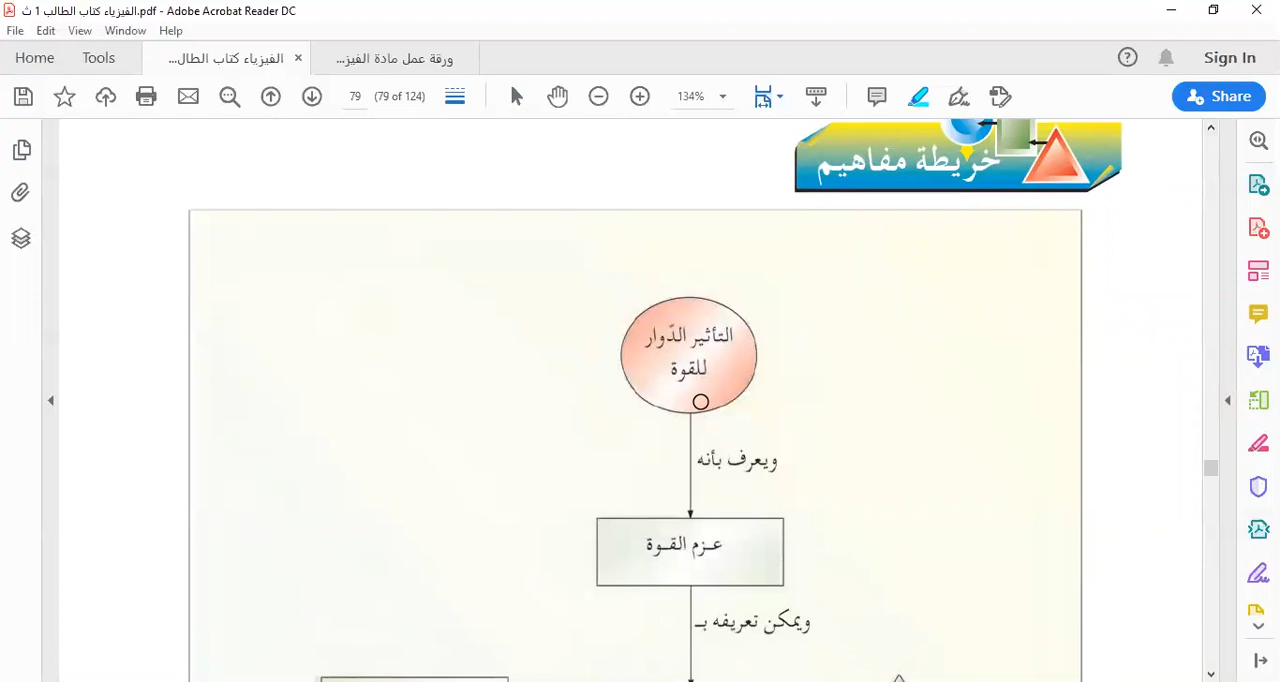 الفيزياء كتاب الطالب 1 ث.pdf - Adobe Acrobat Reader DC
File Edit View Window Help
Home Tools الفيزياء كتاب الطال... × ورقة عمل مادة الفيز... Sign In
79 (79 of 124) 134% Share
خريطة مفاهيم
التأثير الدّوار
للقوة
ويعرف بأنه
عـزم القـوة
ويمكن تعريفه بـ